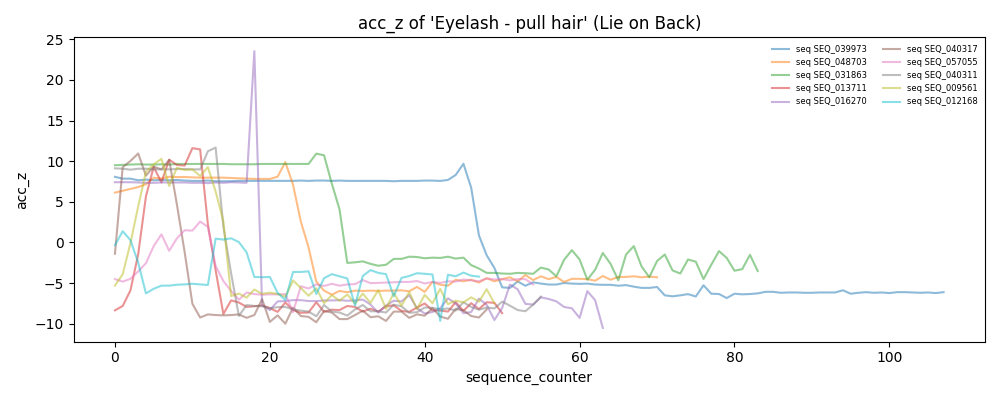 acc_z of 'Eyelash - pull hair' (Lie on Back)
25
20
15
10
5
0
−5
−10
acc_z
0
20
40
60
80
100
sequence_counter
seq SEQ_039973
seq SEQ_048703
seq SEQ_031863
seq SEQ_013711
seq SEQ_016270
seq SEQ_040317
seq SEQ_057055
seq SEQ_040311
seq SEQ_009561
seq SEQ_012168